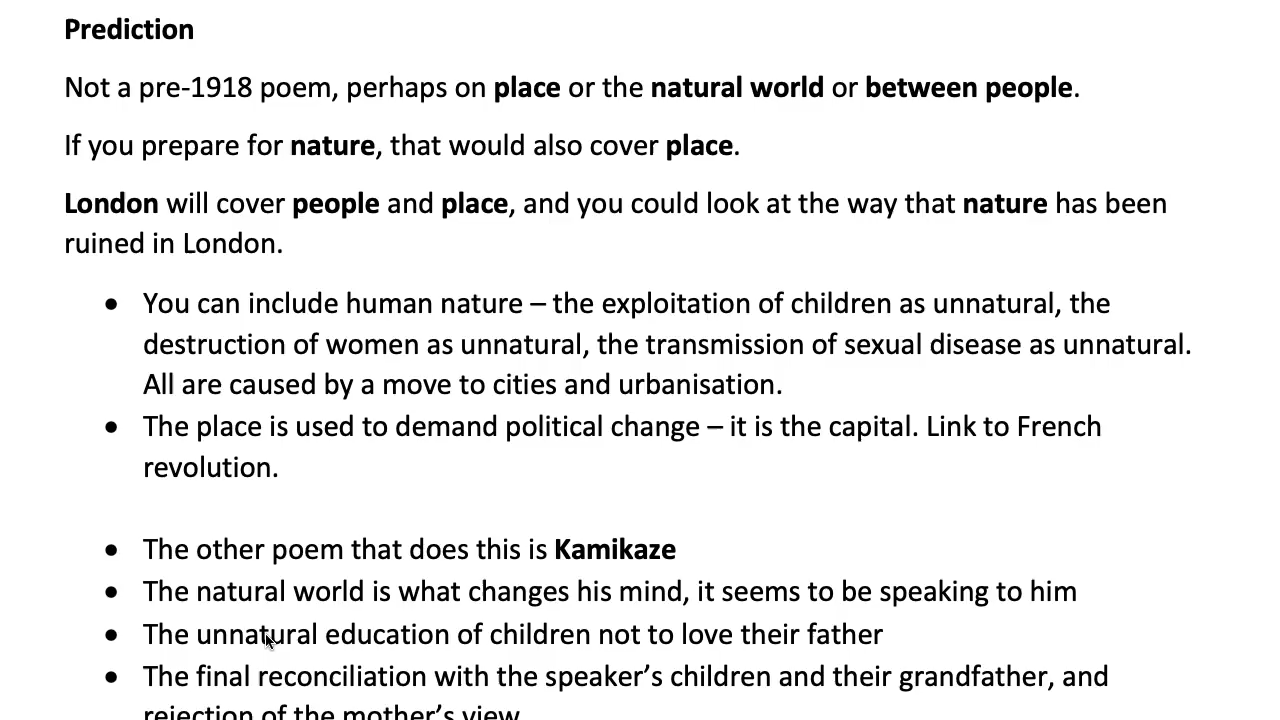 Prediction
Not a pre-1918 poem, perhaps on place or the natural world or between people.
If you prepare for nature, that would also cover place.
London will cover people and place, and you could look at the way that nature has been
ruined in London.
• You can include human nature – the exploitation of children as unnatural, the
destruction of women as unnatural, the transmission of sexual disease as unnatural.
All are caused by a move to cities and urbanisation.
• The place is used to demand political change – it is the capital. Link to French
revolution.
• The other poem that does this is Kamikaze
• The natural world is what changes his mind, it seems to be speaking to him
• The unnatural education of children not to love their father
• The final reconciliation with the speaker’s children and their grandfather, and
rejection of the mother’s view